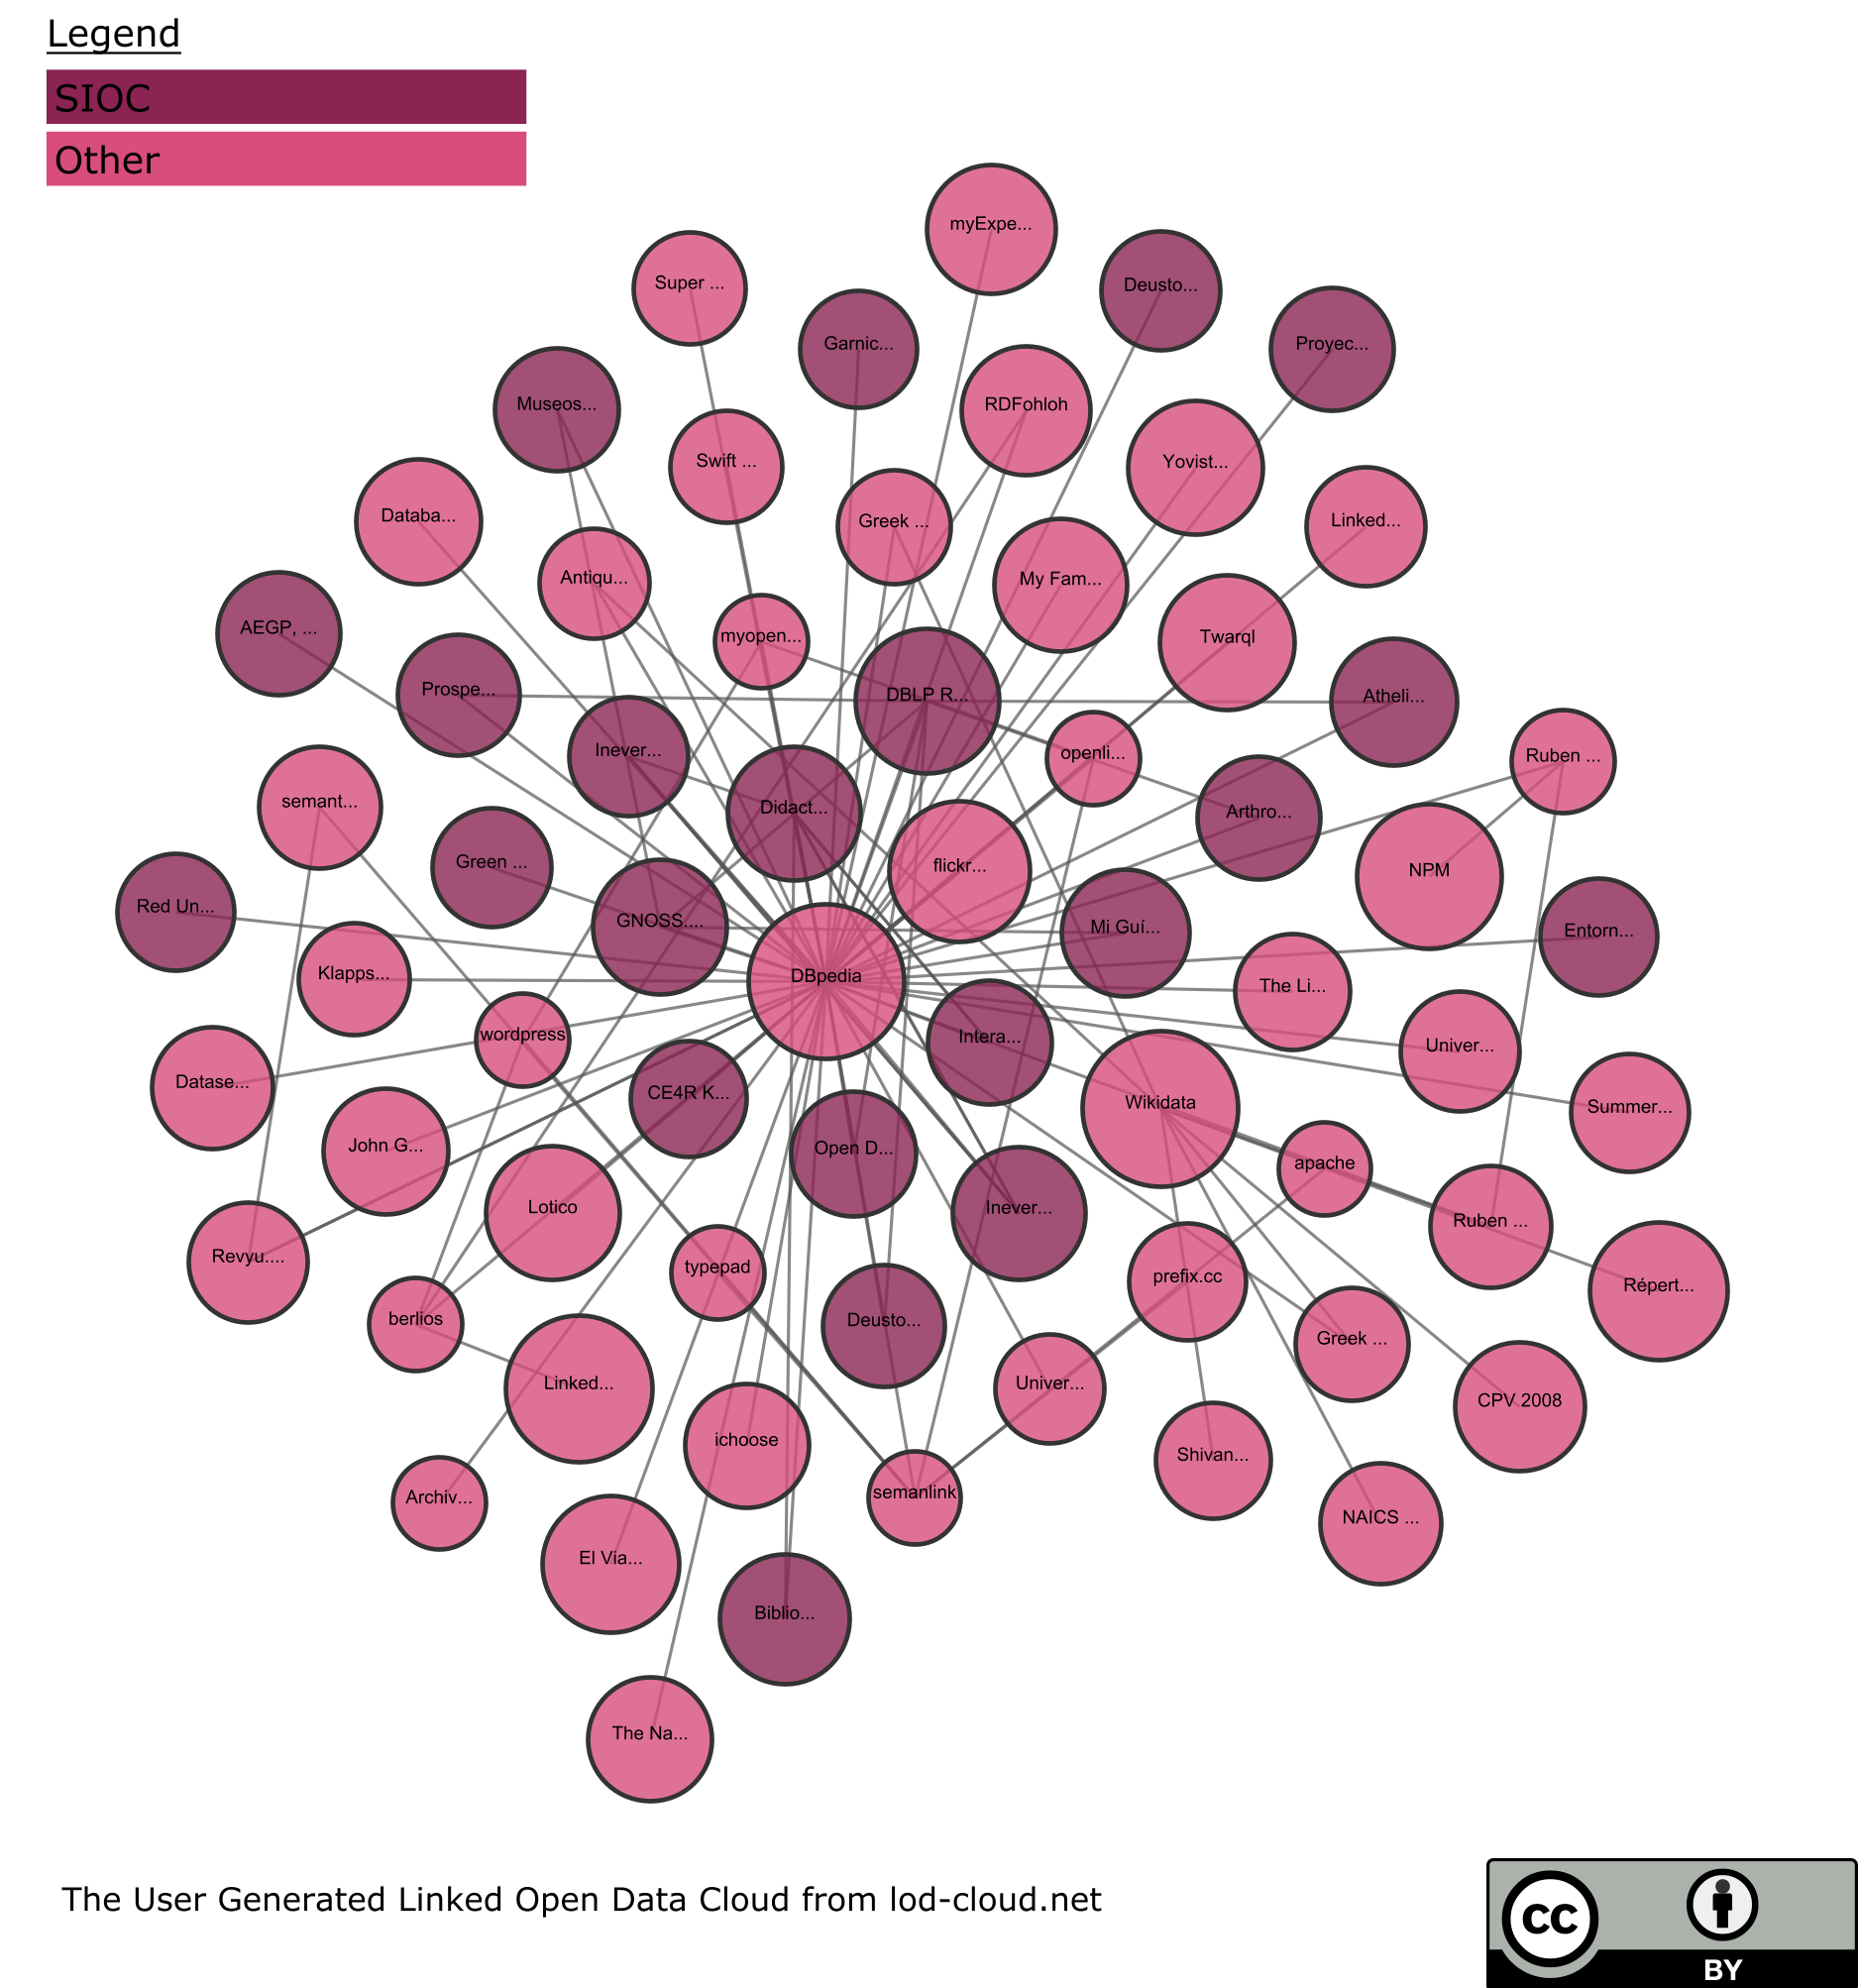 Legend
SIOC
Other
myExpe...
Super ...
Deusto...
Garnic...
Proyec...
Museos...
RDFohloh
Swift ...
Yovist...
Databa...
Greek ...
Linked...
Antiqu...
My Fam...
AEGP, ...
myopen...
Twarql
Prospe...
DBLP R...
Atheli...
Inever...
openli...
Ruben ...
semant...
Didact...
Arthro...
Green ...
flickr...
NPM
Red Un...
GNOSS....
Mi Guí...
Entorn...
Klapps...
DBpedia
The Li...
wordpress
Intera...
Univer...
Datase...
CE4R K...
Wikidata
Summer...
John G...
Open D...
apache
Lotico
Inever...
Ruben ...
Revyu....
typepad
prefix.cc
Répert...
berlios
Deusto...
Greek ...
Linked...
Univer...
CPV 2008
ichoose
Shivan...
Archiv...
semanlink
NAICS ...
El Via...
Biblio...
The Na...
The User Generated Linked Open Data Cloud from lod-cloud.net
cc
BY